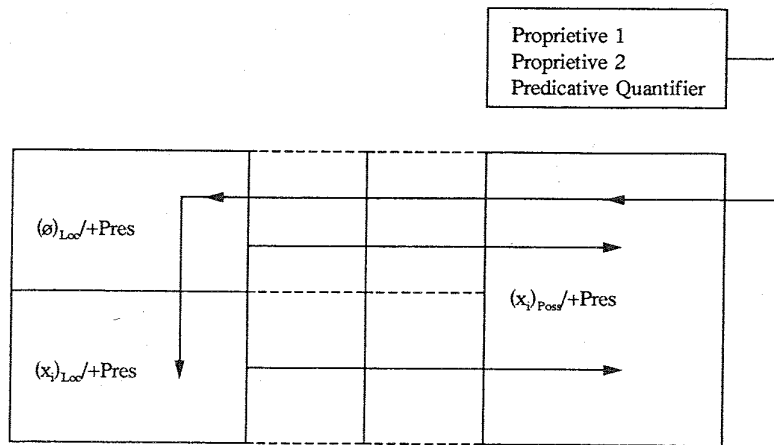 Proprietive 1
Proprietive 2
Predicative Quantifier
(ø)Loc/+Pres
(xi)Poss/+Pres
(xi)Loc/+Pres